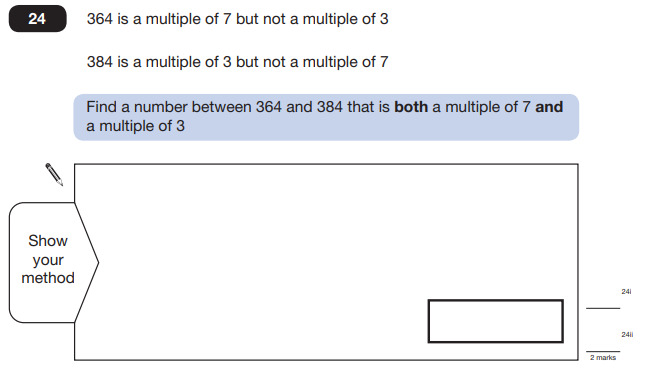 24
364 is a multiple of 7 but not a multiple of 3
384 is a multiple of 3 but not a multiple of 7
Find a number between 364 and 384 that is both a multiple of 7 and
a multiple of 3
Show
your
method
24i
24ii
2 marks